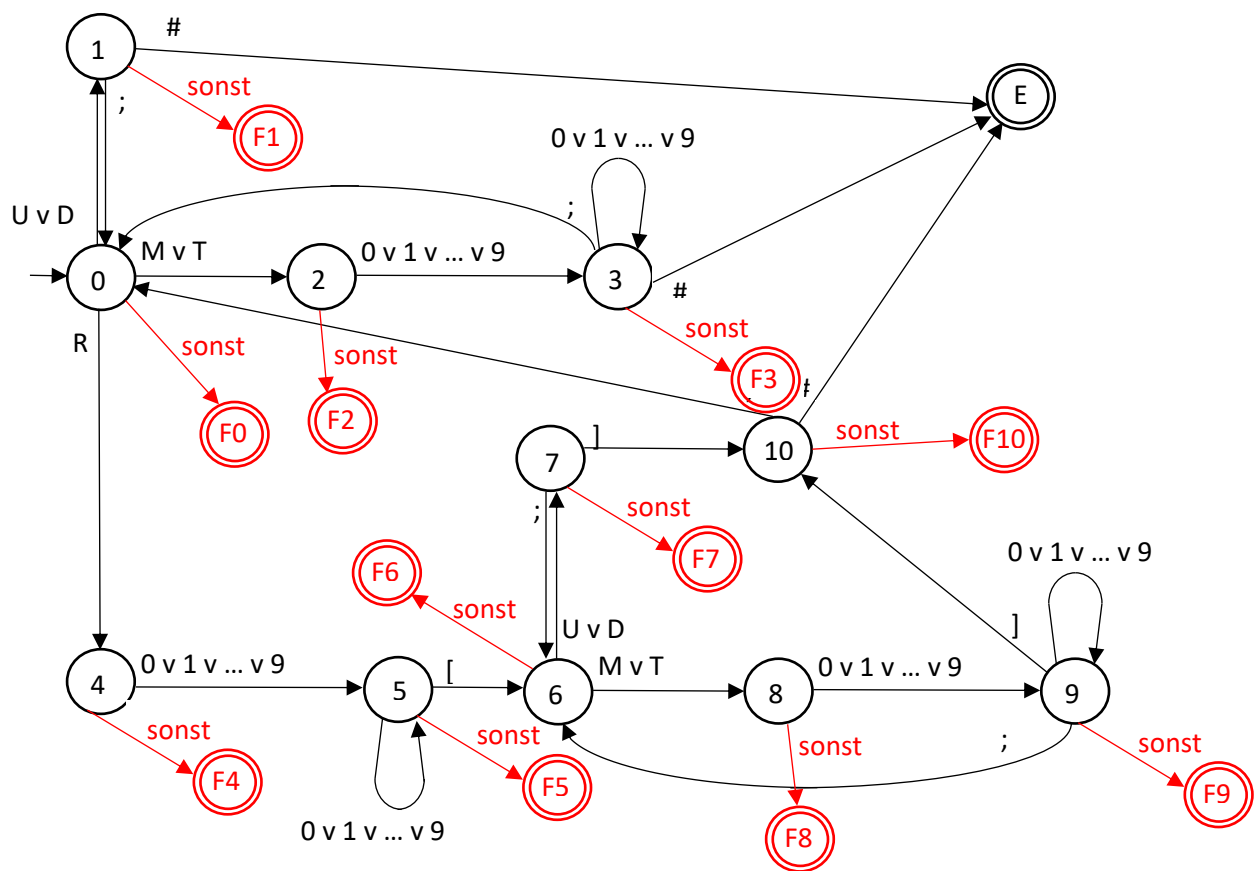 1
#
sonst
;
F1
E
0 v 1 v ... v 9
U v D
;
M v T
0 v 1 v ... v 9
0
2
3
#
R
sonst
sonst
sonst
F3
#
F0
F2
]
10
sonst
F10
7
;
sonst
F7
0 v 1 v ... v 9
F6
sonst
U v D
]
4
0 v 1 v ... v 9
[
M v T
0 v 1 v ... v 9
5
6
8
9
sonst
sonst
;
sonst
F4
F5
F8
F9
0 v 1 v ... v 9